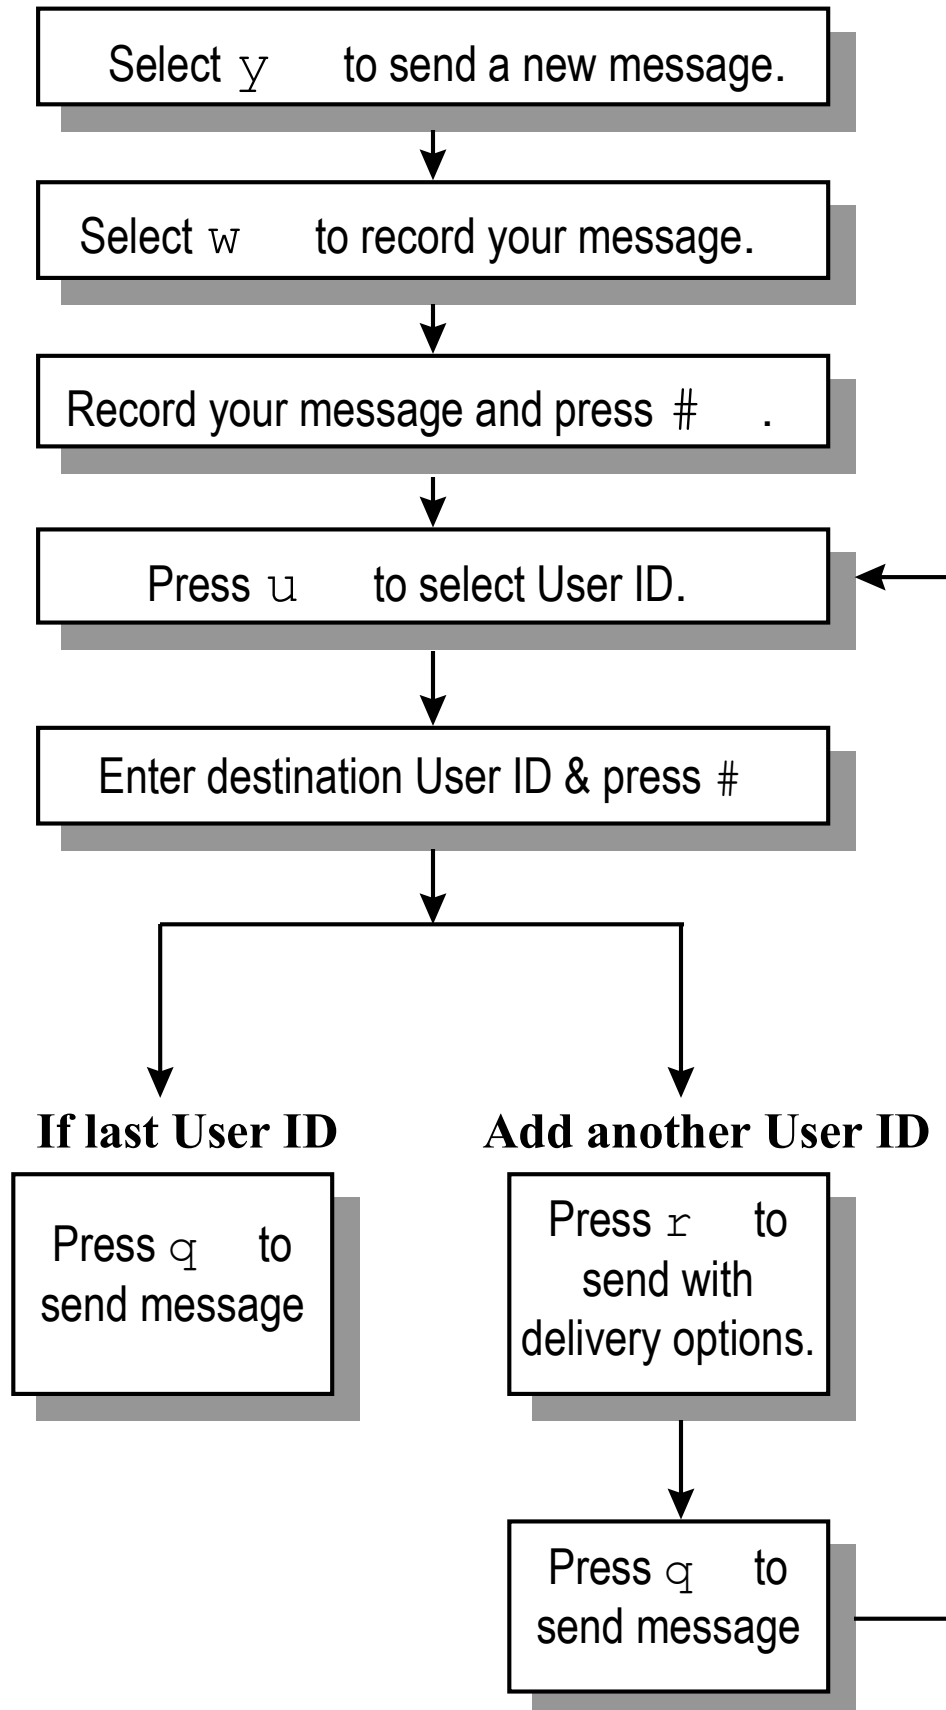 Select y to send a new message.
Select w to record your message.
Record your message and press # .
Press u to select User ID.
Enter destination User ID & press #
If last User ID
Press q to
send message
Add another User ID
Press r to
send with
delivery options.
Press q to
send message